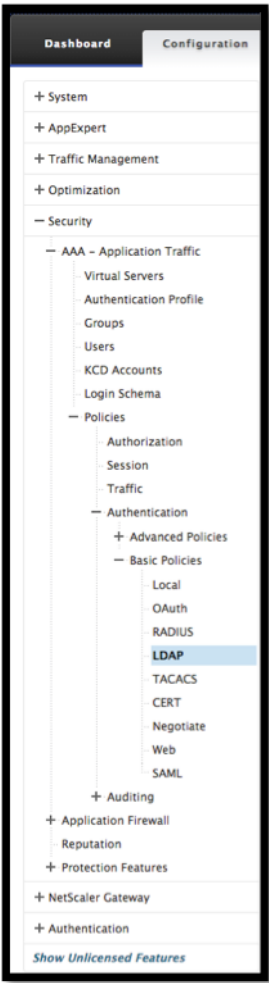 Dashboard Configuration
+ System
+ AppExpert
+ Traffic Management
+ Optimization
− Security
− AAA – Application Traffic
Virtual Servers
Authentication Profile
Groups
Users
KCD Accounts
Login Schema
− Policies
Authorization
Session
Traffic
− Authentication
+ Advanced Policies
− Basic Policies
Local
OAuth
RADIUS
LDAP
TACACS
CERT
Negotiate
Web
SAML
+ Auditing
+ Application Firewall
Reputation
+ Protection Features
+ NetScaler Gateway
+ Authentication
Show Unlicensed Features